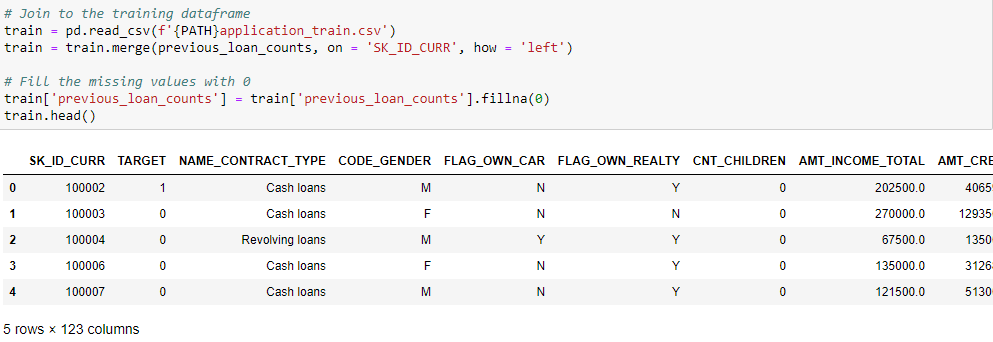 # Join to the training dataframe
train = pd.read_csv(f'{PATH}application_train.csv')
train = train.merge(previous_loan_counts, on = 'SK_ID_CURR', how = 'left')
# Fill the missing values with 0
train['previous_loan_counts'] = train['previous_loan_counts'].fillna(0)
train.head()
SK_ID_CURR TARGET NAME_CONTRACT_TYPE CODE_GENDER FLAG_OWN_CAR FLAG_OWN_REALTY CNT_CHILDREN AMT_INCOME_TOTAL AMT_CRE
0 100002 1 Cash loans M N Y 0 202500.0 4065
1 100003 0 Cash loans F N N 0 270000.0 12935
2 100004 0 Revolving loans M Y Y 0 67500.0 1350
3 100006 0 Cash loans F N Y 0 135000.0 3126
4 100007 0 Cash loans M N Y 0 121500.0 5130
5 rows × 123 columns